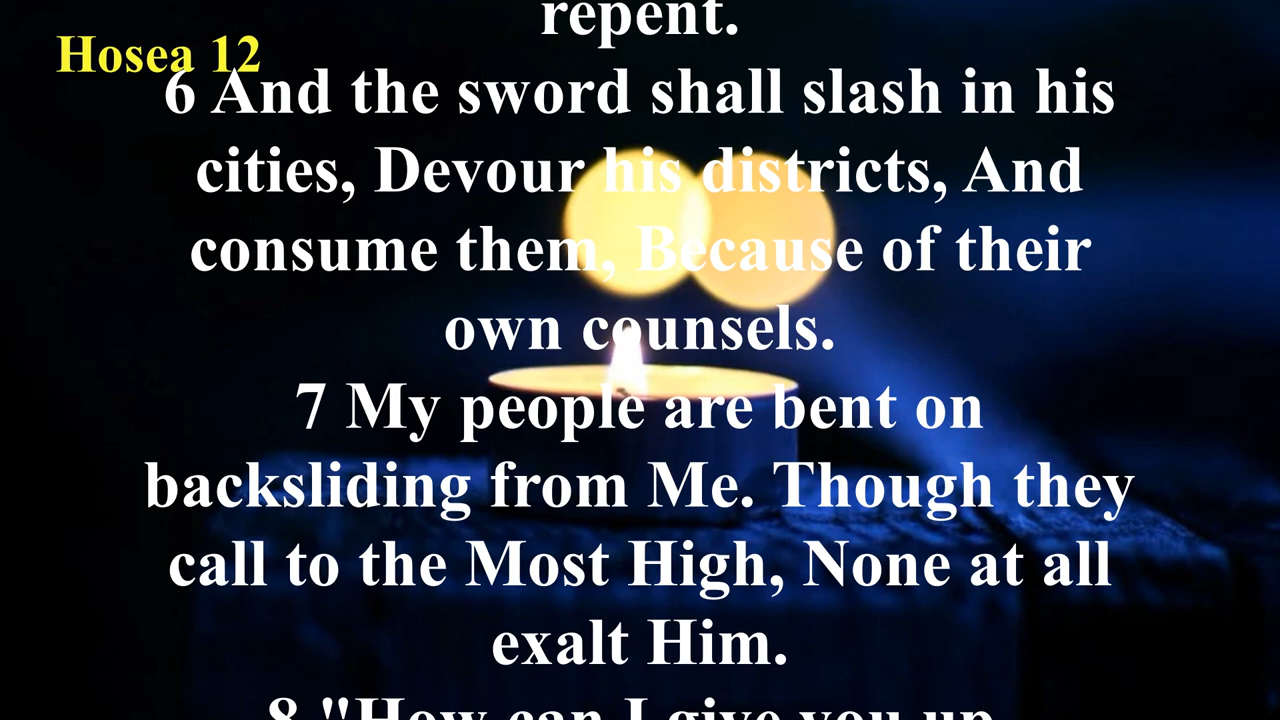 repent.
Hosea 12
6 And the sword shall slash in his
cities, Devour his districts, And
consume them, Because of their
own counsels.
7 My people are bent on
backsliding from Me. Though they
call to the Most High, None at all
exalt Him.
8 "How can I give you up,